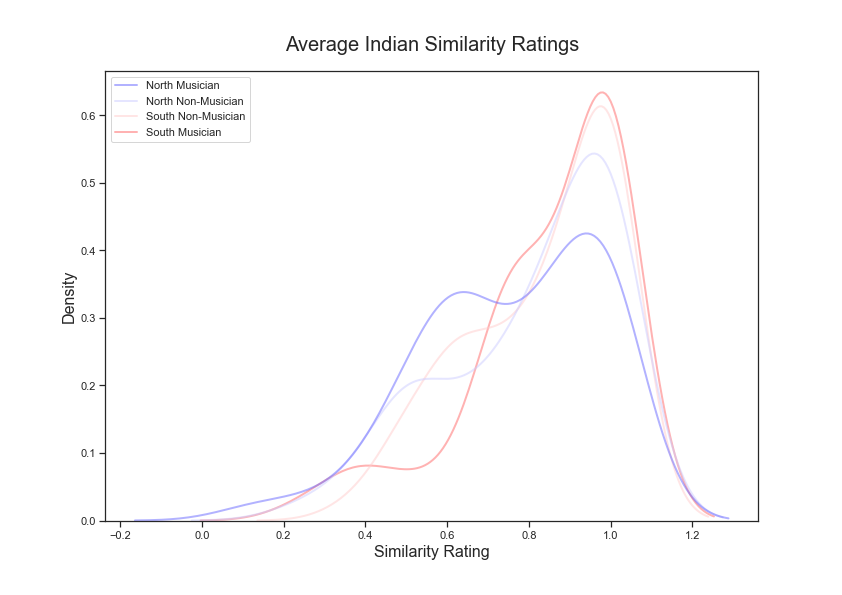 Average Indian Similarity Ratings
North Musician
North Non-Musician
South Non-Musician
South Musician
0.6
0.5
0.4
0.3
0.2
0.1
0.0
Density
−0.2 0.0 0.2 0.4 0.6 0.8 1.0 1.2
Similarity Rating